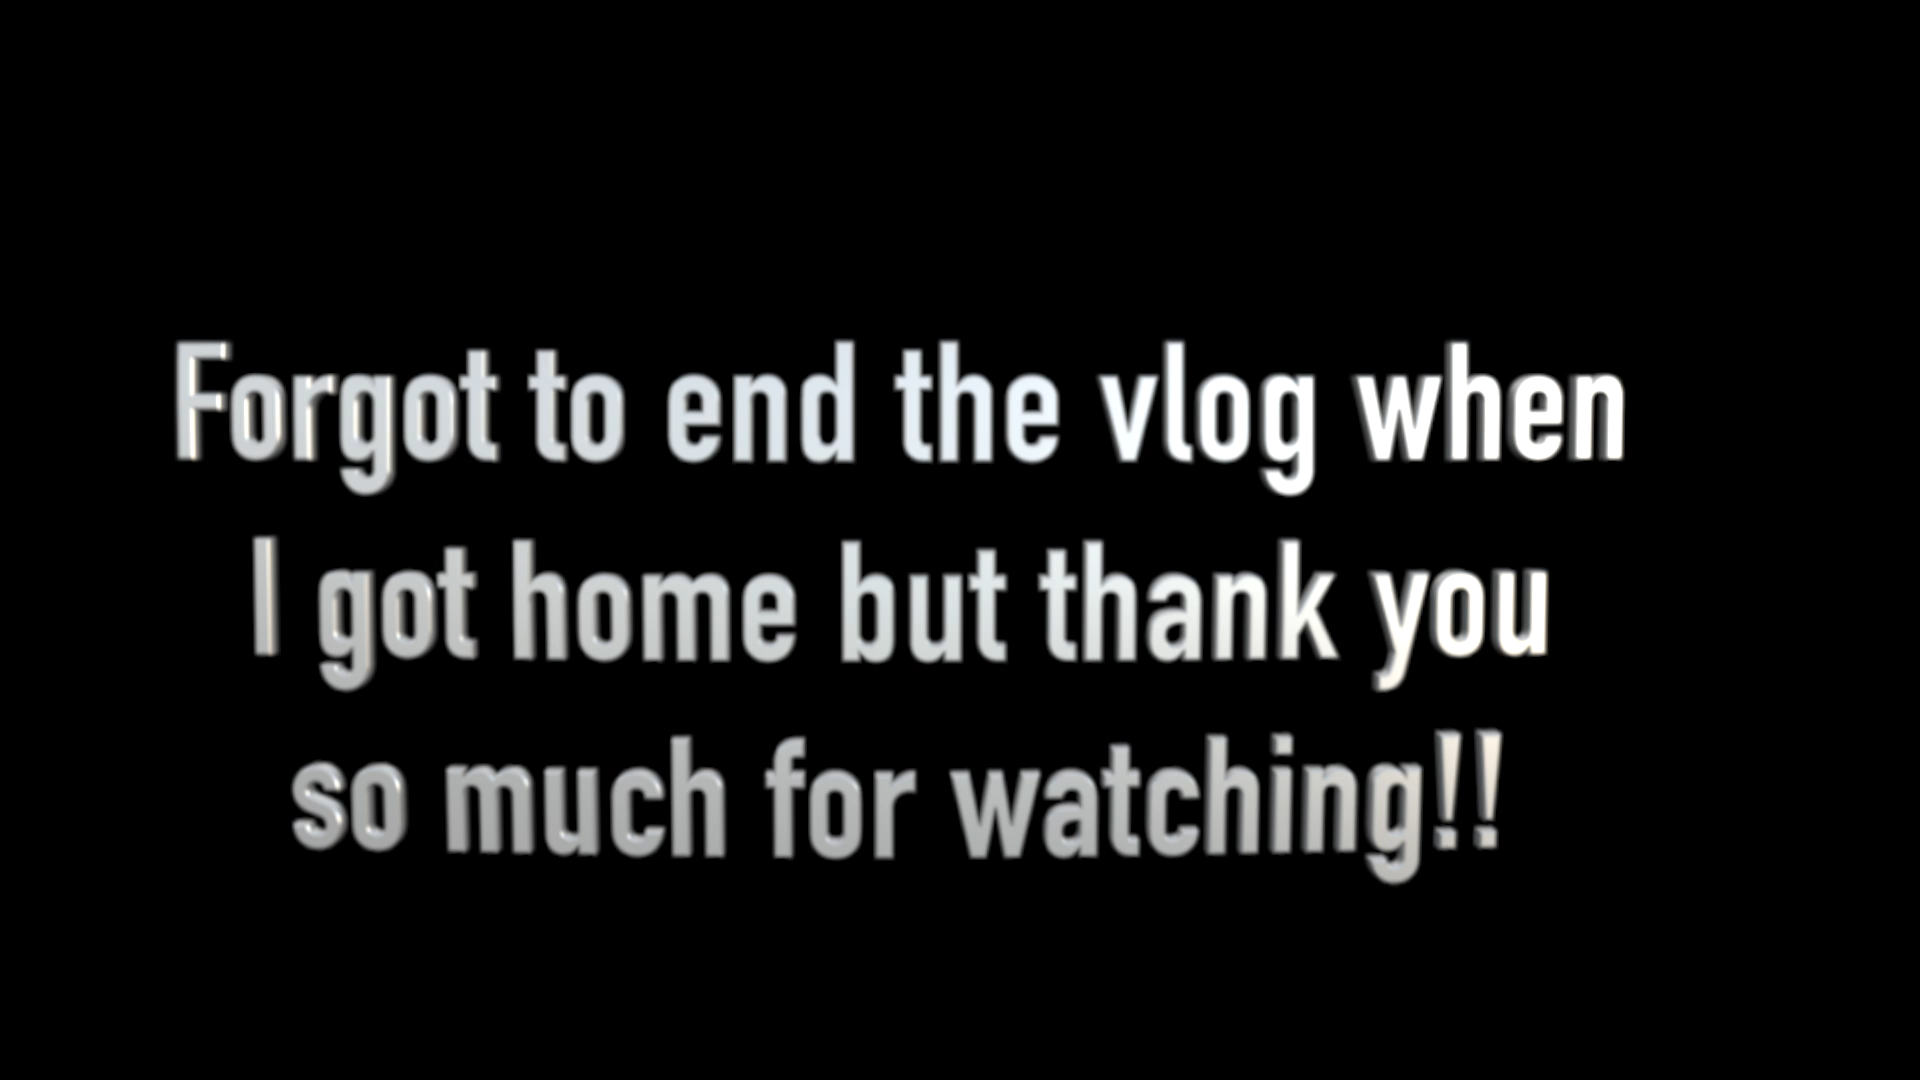 Forgot to end the vlog when
I got home but thank you
so much for watching!!